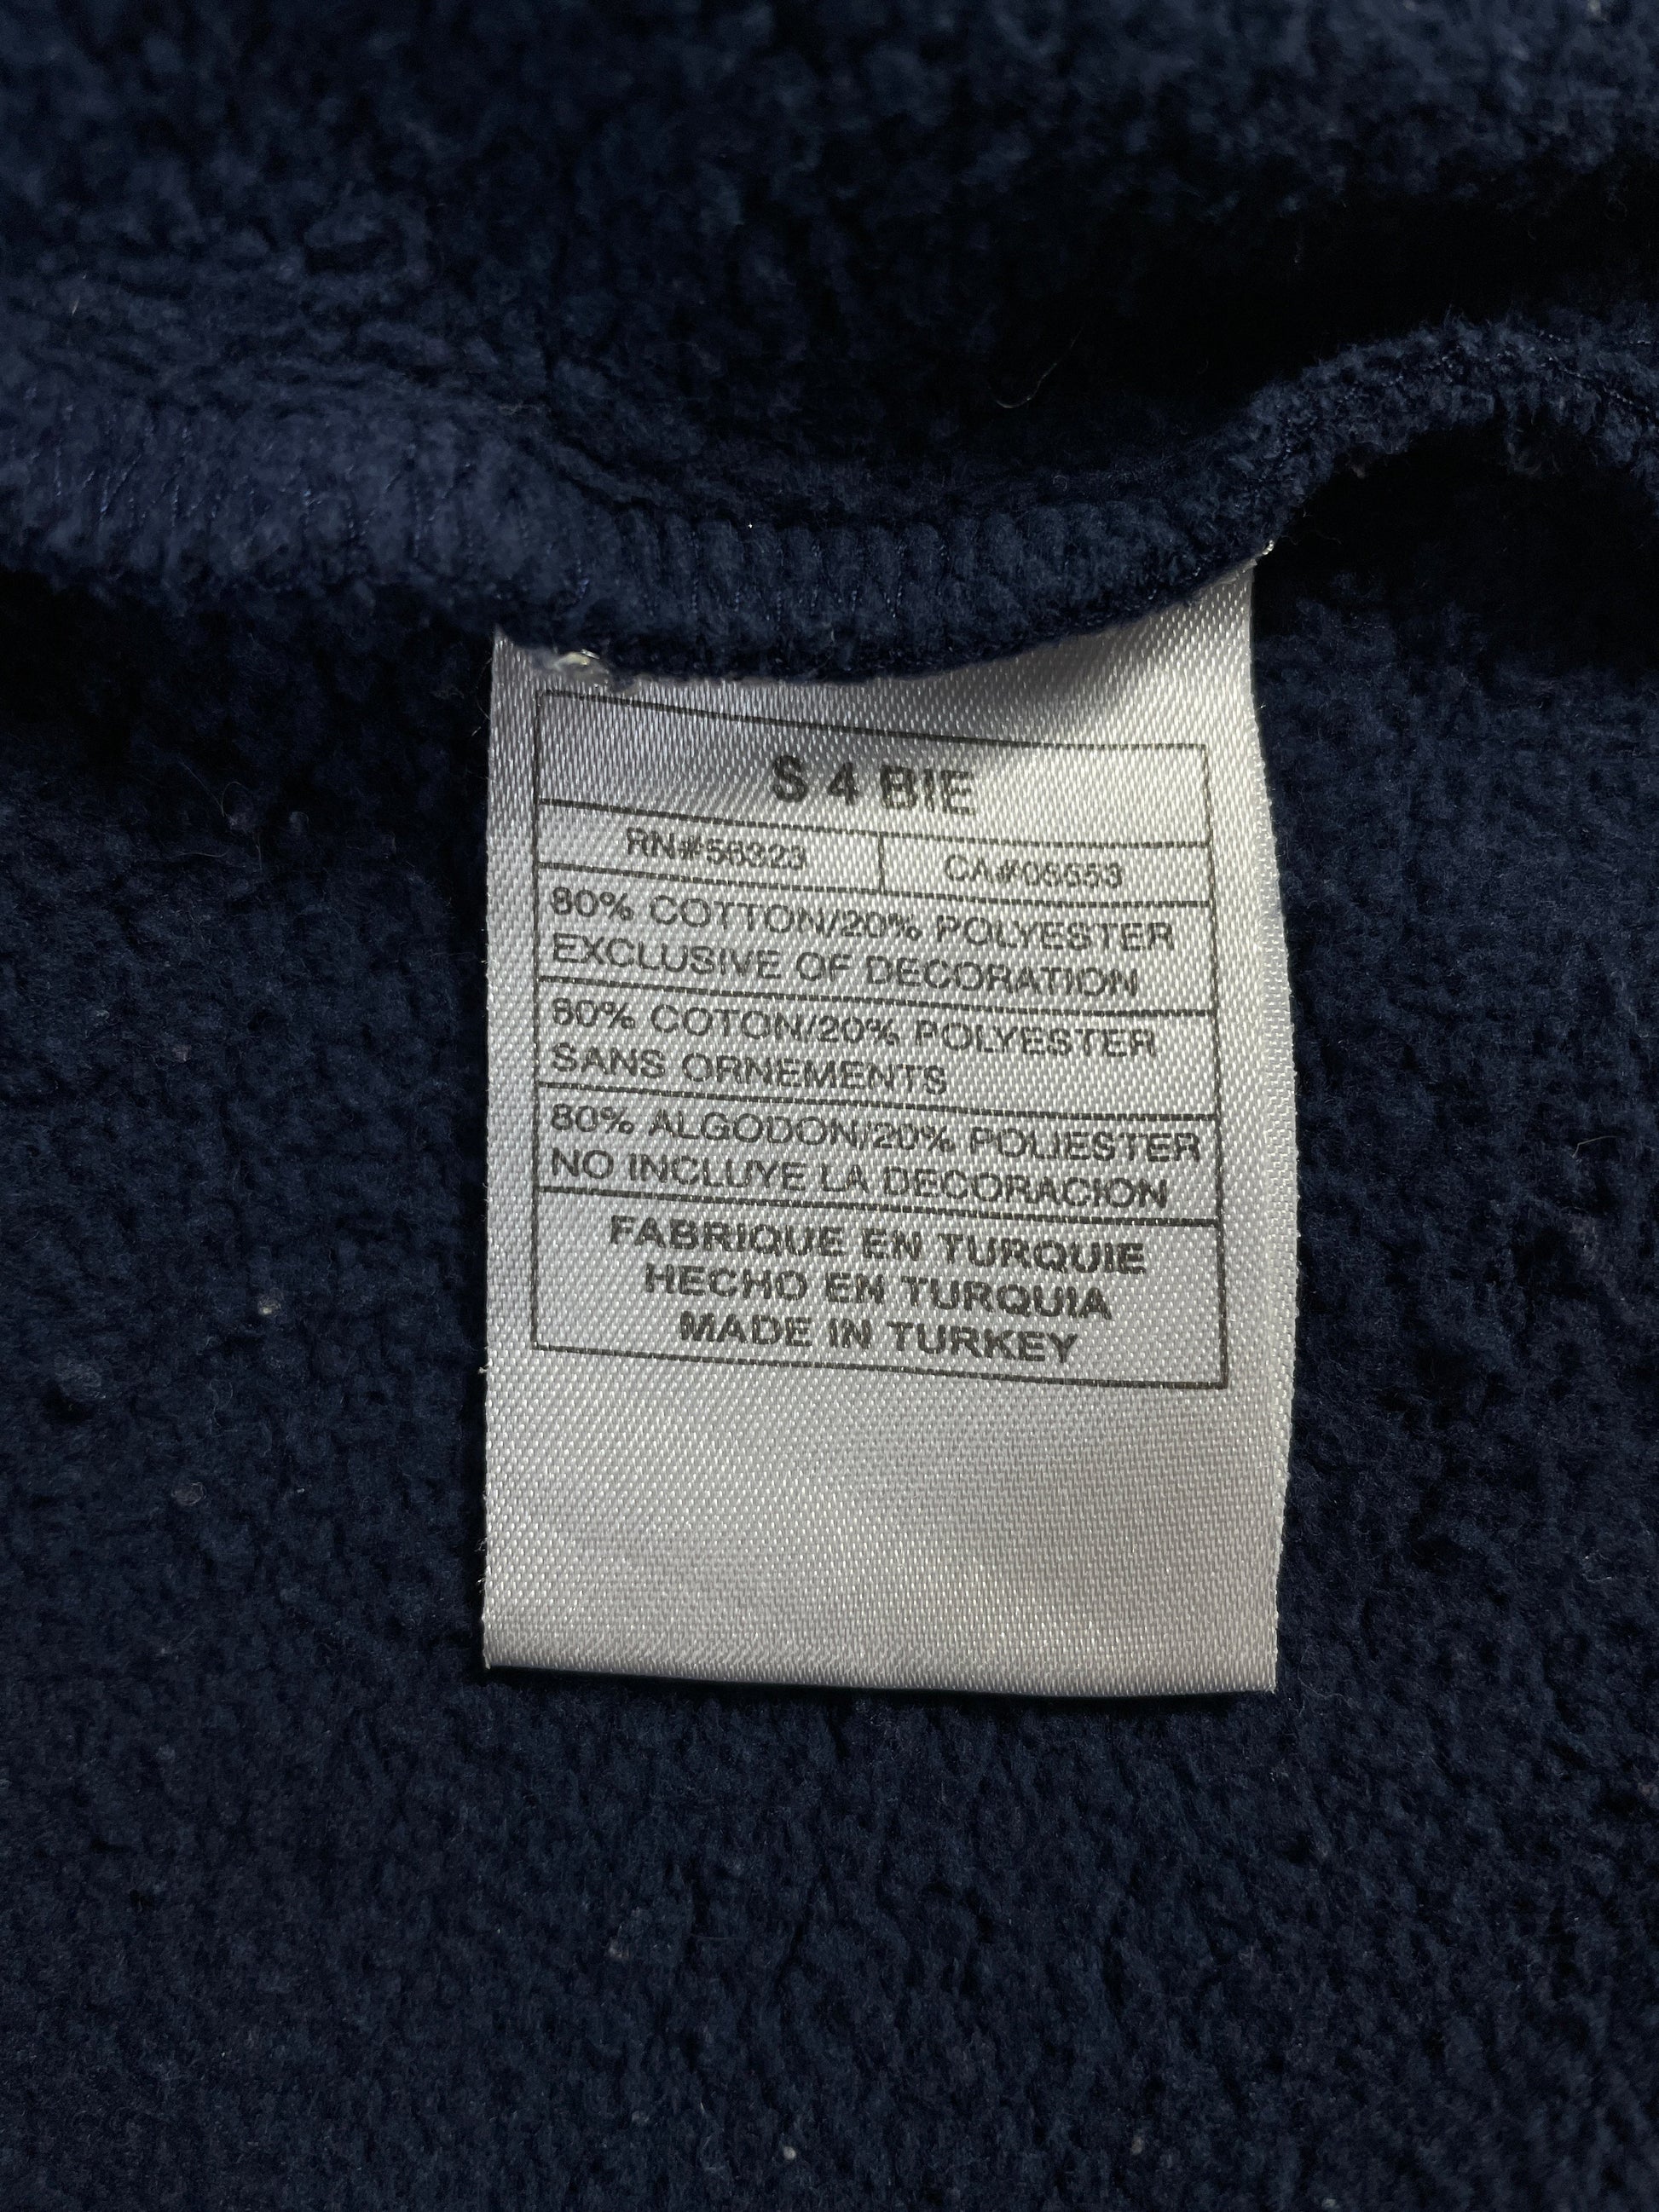 S 4 BIE
RN#56323 CA#05553
80% COTTON/20% POLYESTER
EXCLUSIVE OF DECORATION
80% COTON/20% POLYESTER
SANS ORNEMENTS
80% ALGODON/20% POLIESTER
NO INCLUYE LA DECORACION
FABRIQUE EN TURQUIE
HECHO EN TURQUIA
MADE IN TURKEY